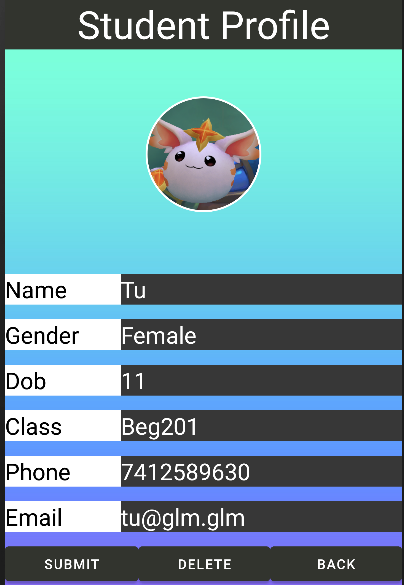 Student Profile
Name Tu
Gender Female
Dob 11
Class Beg201
Phone 7412589630
Email tu@glm.glm
SUBMIT DELETE BACK